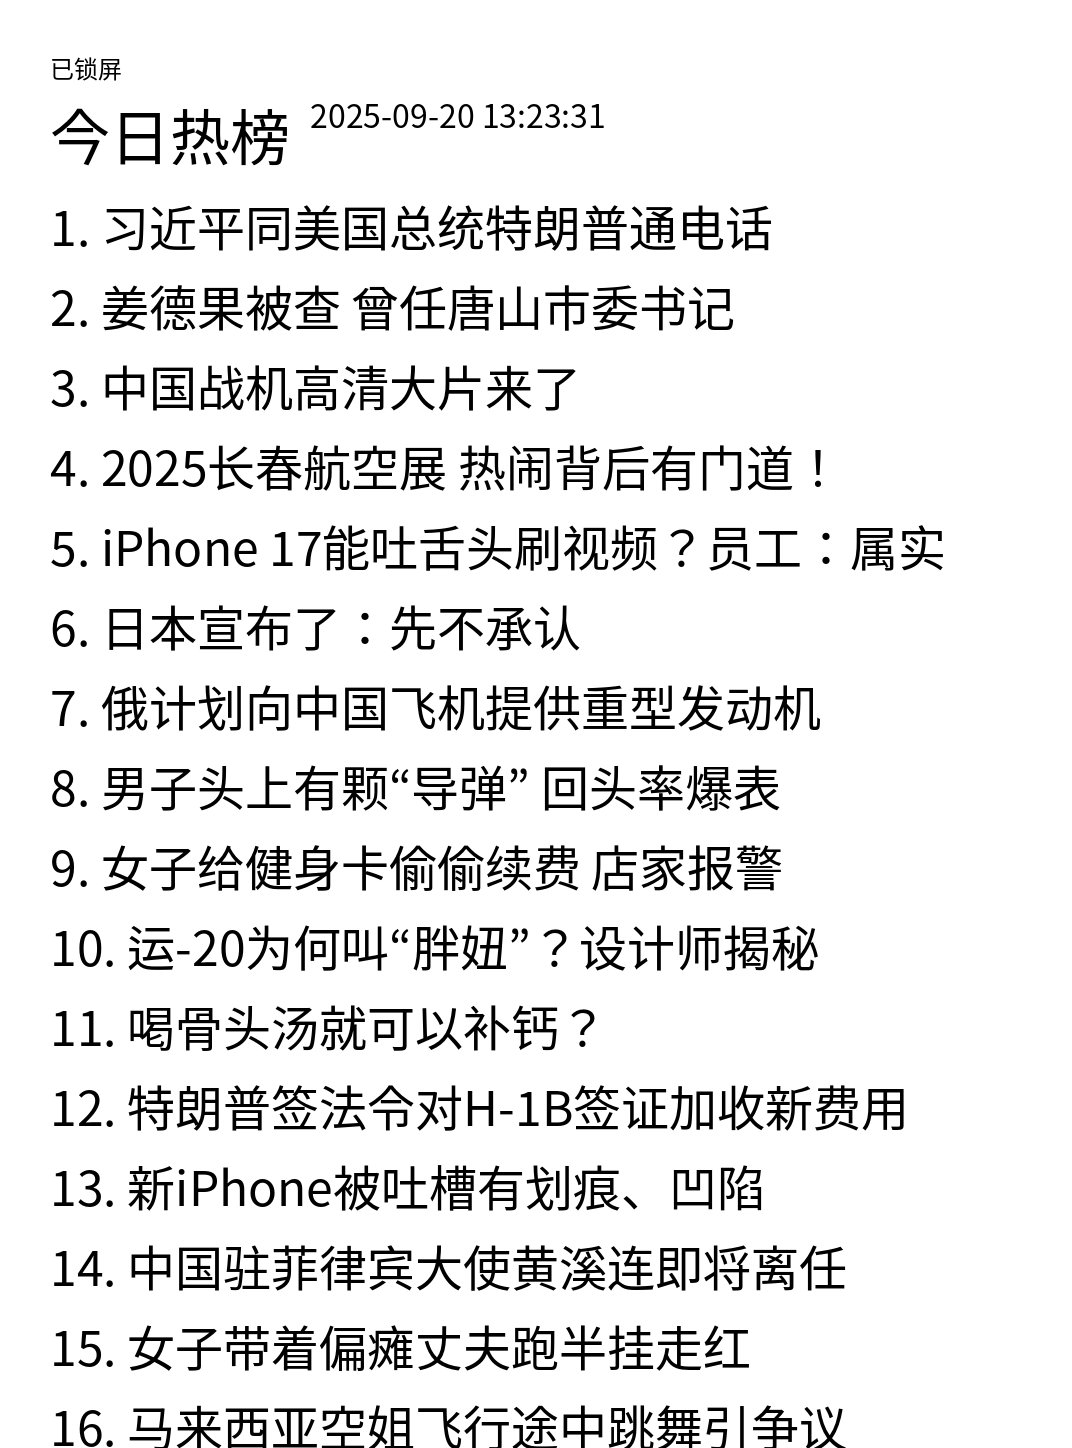 已锁屏
今日热榜 2025-09-20 13:23:31
1. 习近平同美国总统特朗普通电话
2. 姜德果被查 曾任唐山市委书记
3. 中国战机高清大片来了
4. 2025长春航空展 热闹背后有门道！
5. iPhone 17能吐舌头刷视频？员工：属实
6. 日本宣布了：先不承认
7. 俄计划向中国飞机提供重型发动机
8. 男子头上有颗“导弹” 回头率爆表
9. 女子给健身卡偷偷续费 店家报警
10. 运-20为何叫“胖妞”？设计师揭秘
11. 喝骨头汤就可以补钙？
12. 特朗普签法令对H-1B签证加收新费用
13. 新iPhone被吐槽有划痕、凹陷
14. 中国驻菲律宾大使黄溪连即将离任
15. 女子带着偏瘫丈夫跑半挂走红
16. 马来西亚空姐飞行途中跳舞引争议